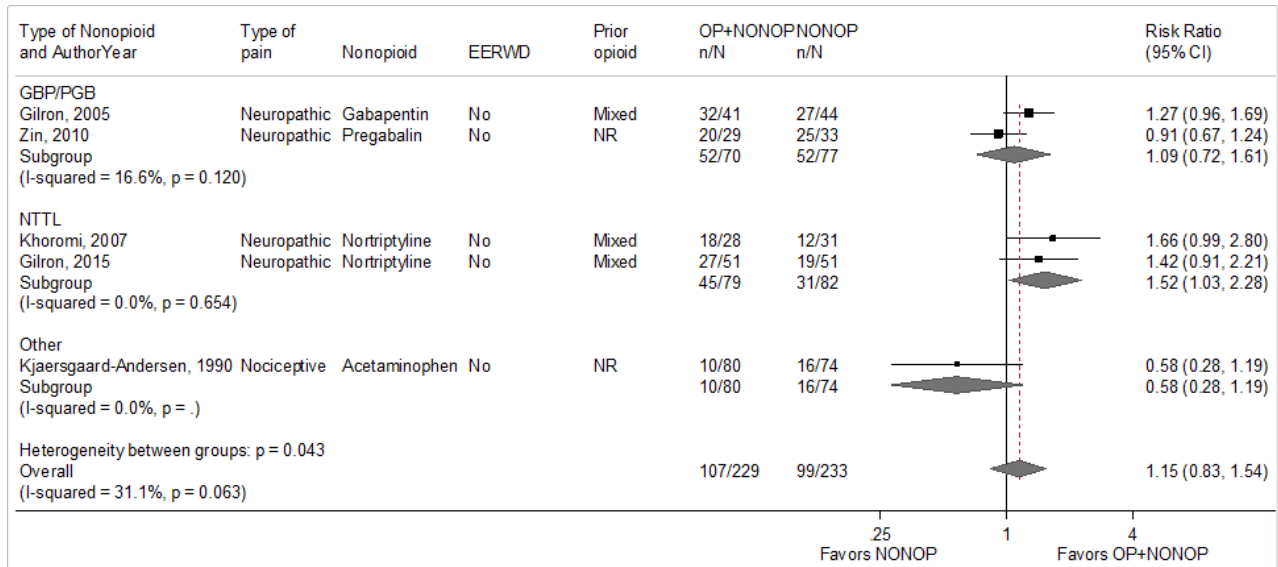 Type of Nonopioid Type of Prior OP+NONOP NONOP Risk Ratio
and AuthorYear pain Nonopioid EERWD opioid n/N n/N (95% CI)
GBP/PGB
Gilron, 2005 Neuropathic Gabapentin No Mixed 32/41 27/44 1.27 (0.96, 1.69)
Zin, 2010 Neuropathic Pregabalin No NR 20/29 25/33 0.91 (0.67, 1.24)
Subgroup 52/70 52/77 1.09 (0.72, 1.61)
(I-squared = 16.6%, p = 0.120)
NTTL
Khoromi, 2007 Neuropathic Nortriptyline No Mixed 18/28 12/31 1.66 (0.99, 2.80)
Gilron, 2015 Neuropathic Nortriptyline No Mixed 27/51 19/51 1.42 (0.91, 2.21)
Subgroup 45/79 31/82 1.52 (1.03, 2.28)
(I-squared = 0.0%, p = 0.654)
Other
Kjaersgaard-Andersen, 1990 Nociceptive Acetaminophen No NR 10/80 16/74 0.58 (0.28, 1.19)
Subgroup 10/80 16/74 0.58 (0.28, 1.19)
(I-squared = 0.0%, p = .)
Heterogeneity between groups: p = 0.043
Overall 107/229 99/233 1.15 (0.83, 1.54)
(I-squared = 31.1%, p = 0.063)
.25 1 4
Favors NONOP Favors OP+NONOP